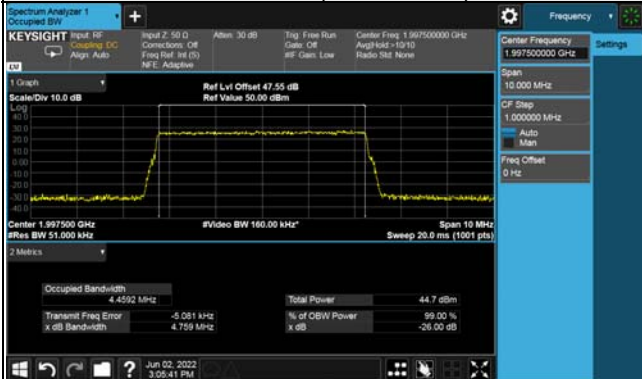 Spectrum Analyzer 1
Occupied BW
Frequency
KEYSIGHT
Input: RF
Coupling: DC
Align: Auto
Input Z: 50 Ω
Corrections: Off
Freq Ref: Int (S)
NFE: Adaptive
Atten: 30 dB
Trig: Free Run
Gate: Off
#IF Gain: Low
Center Freq: 1.997500000 GHz
Avg|Hold:>10/10
Radio Std: None
LXI
Center Frequency
1.997500000 GHz
Settings
Span
10.000 MHz
CF Step
1.000000 MHz
Auto
Man
Freq Offset
0 Hz
1 Graph
Scale/Div 10.0 dB
Ref Lvl Offset 47.55 dB
Ref Value 50.00 dBm
Log
40.0
30.0
20.0
10.0
0.00
-10.0
-20.0
-30.0
-40.0
Center 1.997500 GHz
#Res BW 51.000 kHz
#Video BW 160.00 kHz*
Span 10 MHz
Sweep 20.0 ms (1001 pts)
2 Metrics
Occupied Bandwidth
4.4592 MHz
Total Power
44.7 dBm
Transmit Freq Error
-5.081 kHz
% of OBW Power
99.00 %
x dB Bandwidth
4.759 MHz
x dB
-26.00 dB
?
Jun 02, 2022
3:05:41 PM